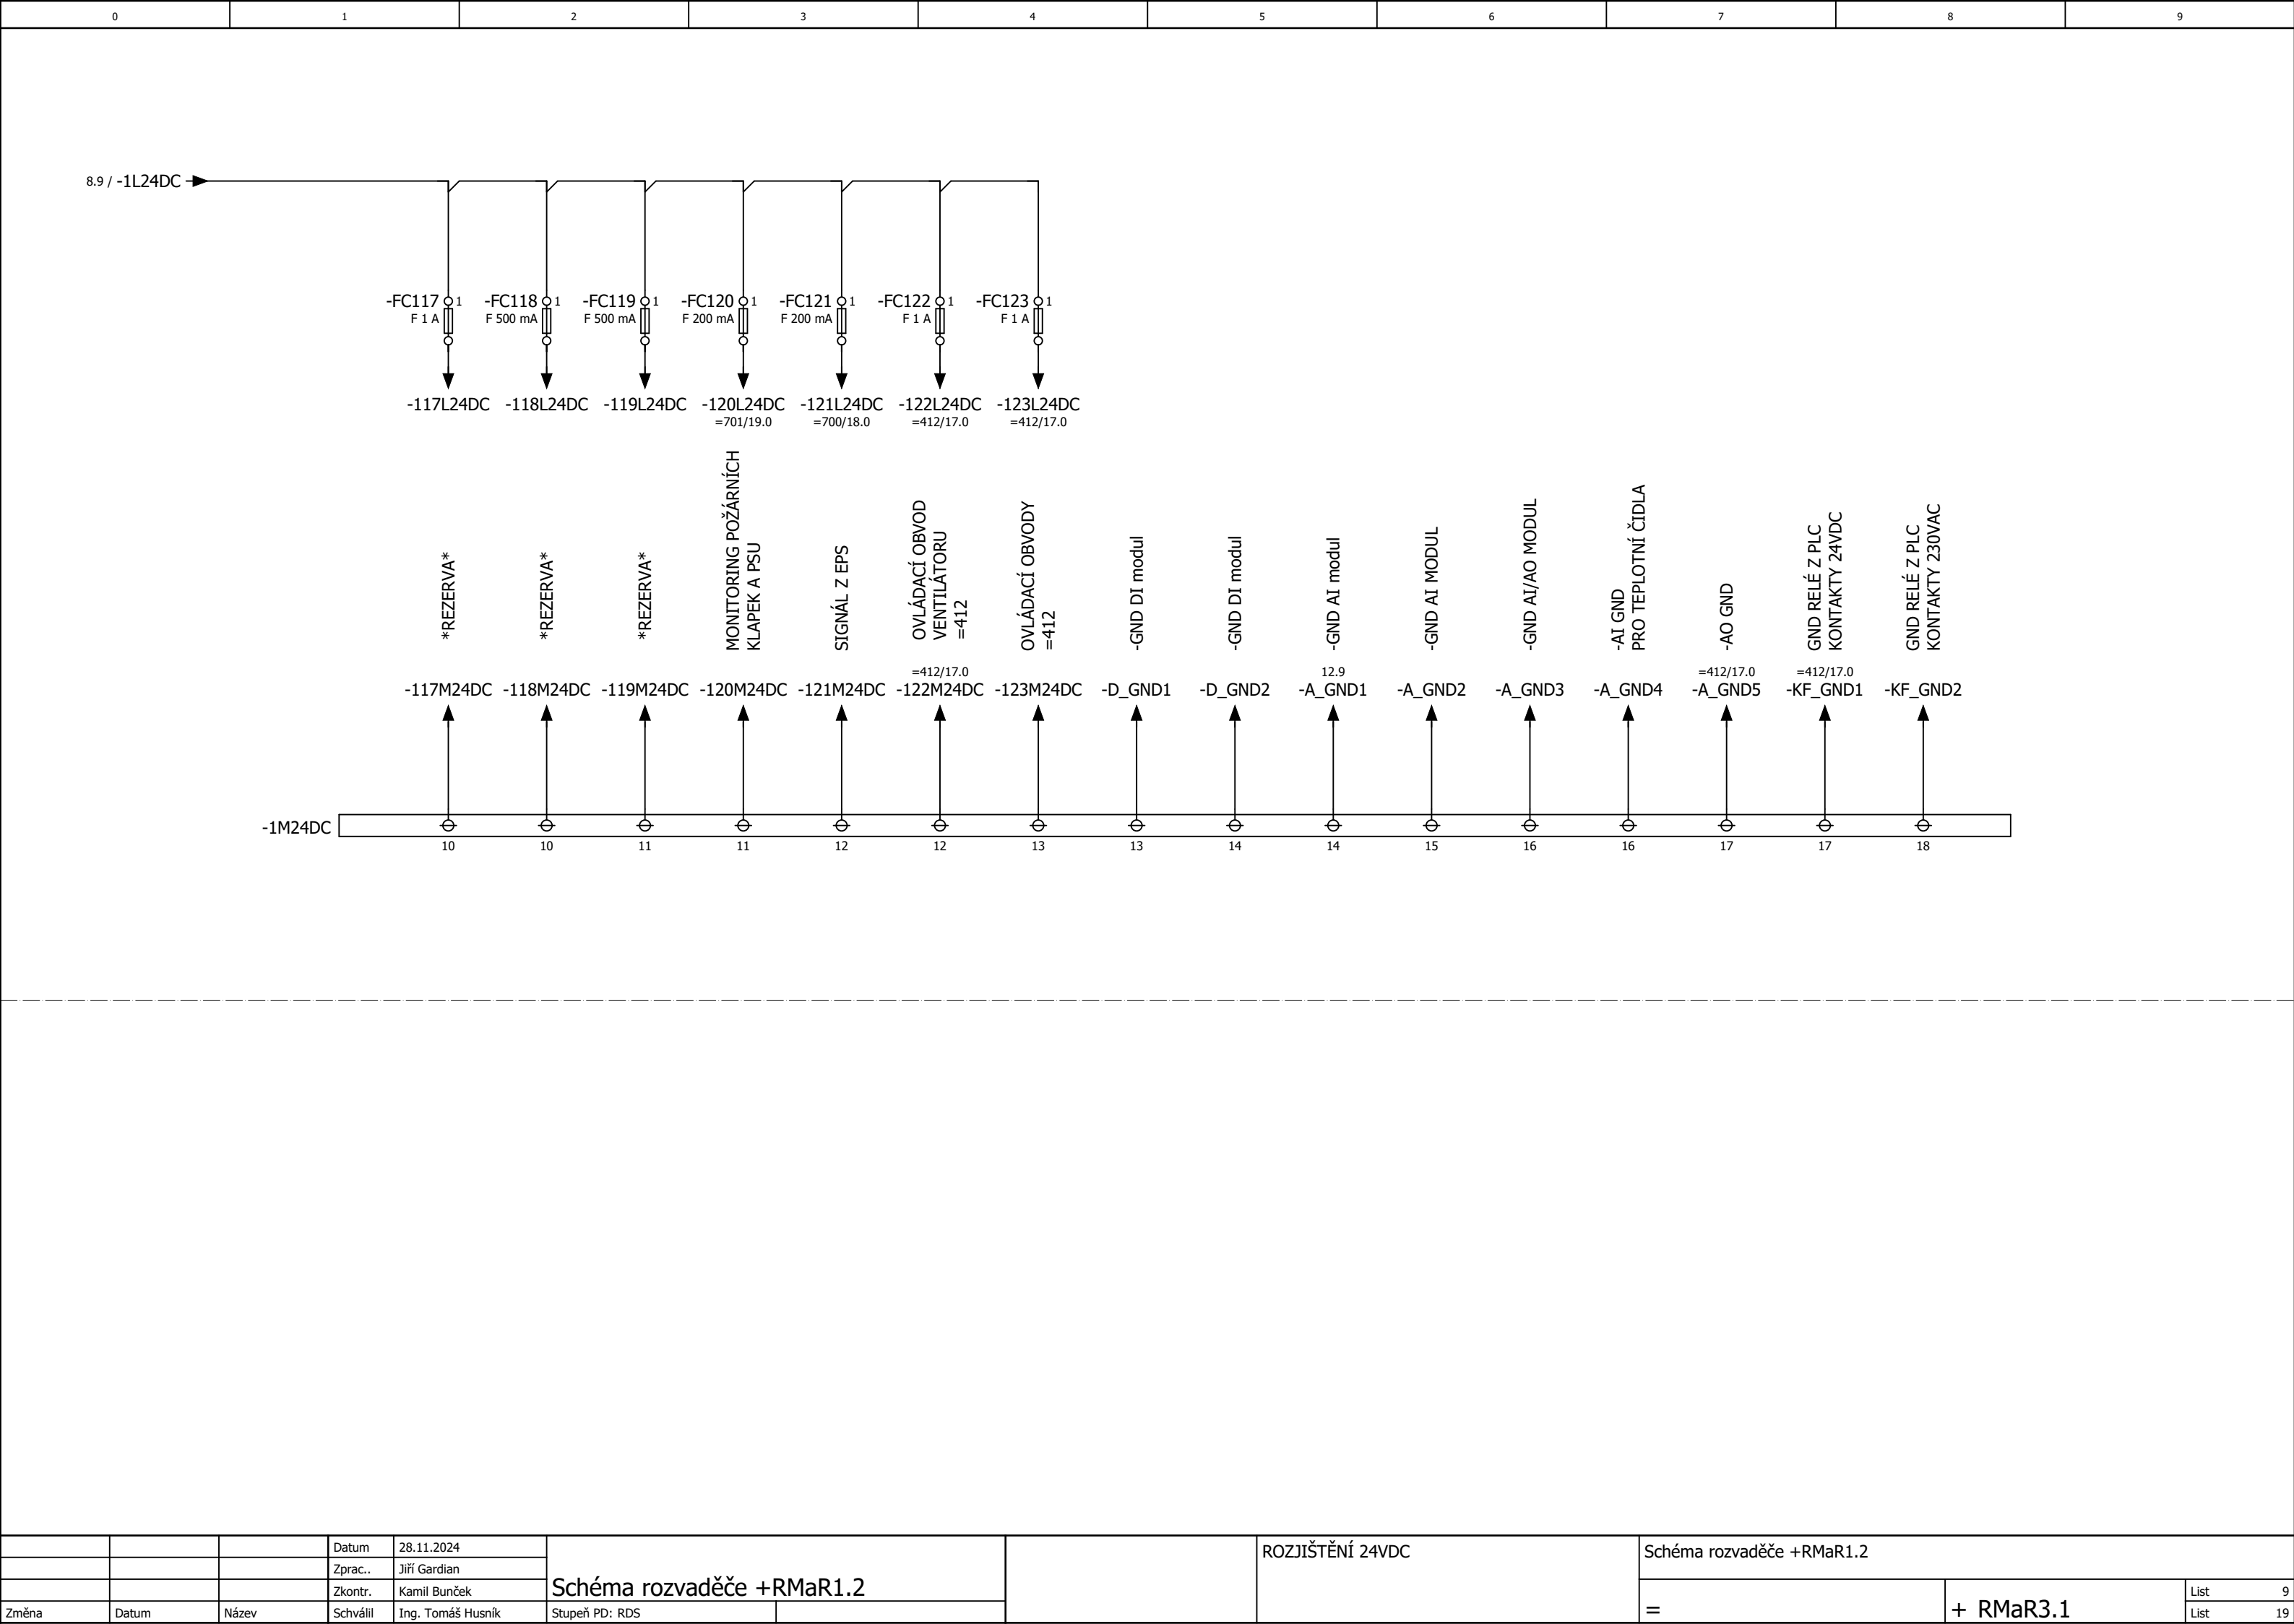 0 1 2 3 4 5 6 7 8 9
8.9 / -1L24DC
-FC117 1 -FC118 1 -FC119 1 -FC120 1 -FC121 1 -FC122 1 -FC123 1
F 1 A F 500 mA F 500 mA F 200 mA F 200 mA F 1 A F 1 A
-117L24DC -118L24DC -119L24DC -120L24DC -121L24DC -122L24DC -123L24DC
=701/19.0 =700/18.0 =412/17.0 =412/17.0
*REZERVA*
*REZERVA*
*REZERVA*
MONITORING POŽÁRNÍCH
KLAPEK A PSU
SIGNÁL Z EPS
OVLÁDACÍ OBVOD
VENTILÁTORU
=412
OVLÁDACÍ OBVODY
=412
-GND DI modul
-GND DI modul
-GND AI modul
-GND AI MODUL
-GND AI/AO MODUL
-AI GND
PRO TEPLOTNÍ ČIDLA
-AO GND
GND RELÉ Z PLC
KONTAKTY 24VDC
GND RELÉ Z PLC
KONTAKTY 230VAC
=412/17.0 12.9 =412/17.0 =412/17.0
-117M24DC -118M24DC -119M24DC -120M24DC -121M24DC -122M24DC -123M24DC -D_GND1 -D_GND2 -A_GND1 -A_GND2 -A_GND3 -A_GND4 -A_GND5 -KF_GND1 -KF_GND2
-1M24DC
10 10 11 11 12 12 13 13 14 14 15 16 16 17 17 18
Datum 28.11.2024
Zprac.. Jiří Gardian
Zkontr. Kamil Bunček
Změna Datum Název Schválil Ing. Tomáš Husník
Schéma rozvaděče +RMaR1.2
Stupeň PD: RDS
ROZJIŠTĚNÍ 24VDC
Schéma rozvaděče +RMaR1.2
= + RMaR3.1
List 9
List 19